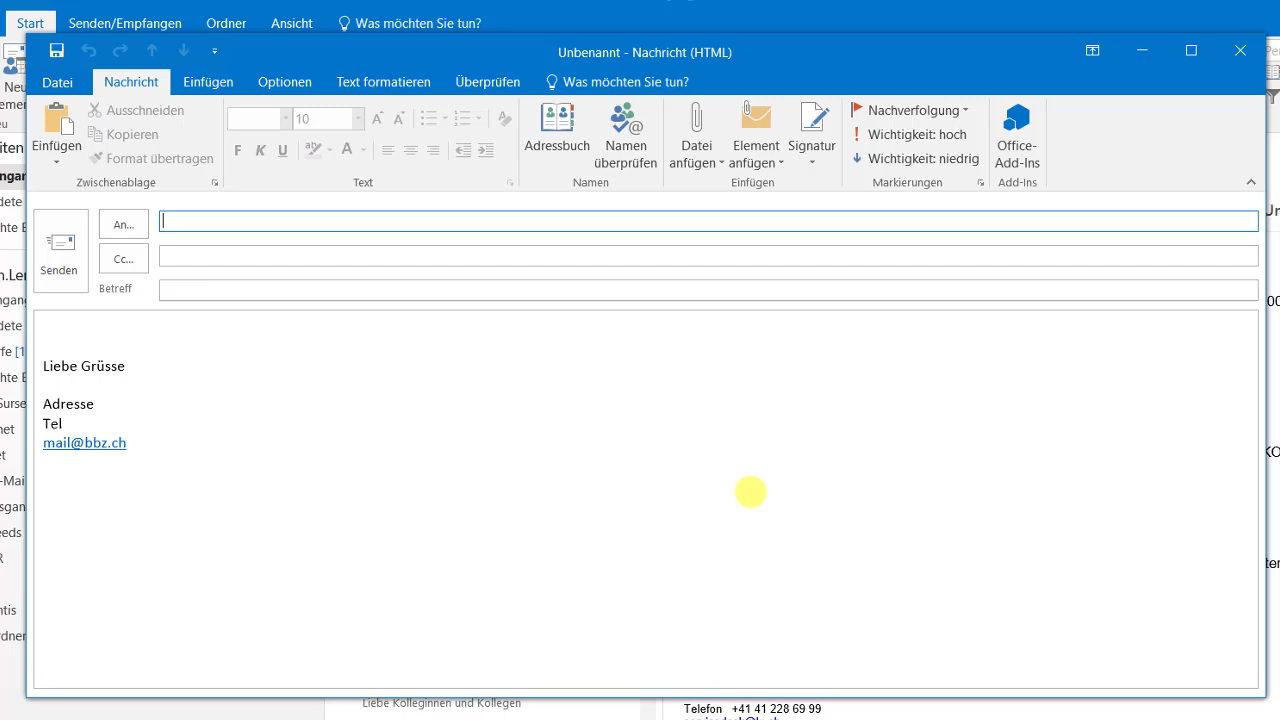 Start Senden/Empfangen Ordner Ansicht Was möchten Sie tun?
Unbenannt - Nachricht (HTML)
Datei Nachricht Einfügen Optionen Text formatieren Überprüfen Was möchten Sie tun?
Einfügen
Ausschneiden
Kopieren
Format übertragen
Zwischenablage
10
F K U
Text
Adressbuch
Namen
überprüfen
Namen
Datei
anfügen
Element
anfügen
Signatur
Einfügen
Nachverfolgung
Wichtigkeit: hoch
Wichtigkeit: niedrig
Markierungen
Office-
Add-Ins
Add-Ins
Senden
An...
Cc...
Betreff
Liebe Grüsse
Adresse
Tel
mail@bbz.ch
Liebe Kolleginnen und Kollegen
Telefon +41 41 228 69 99